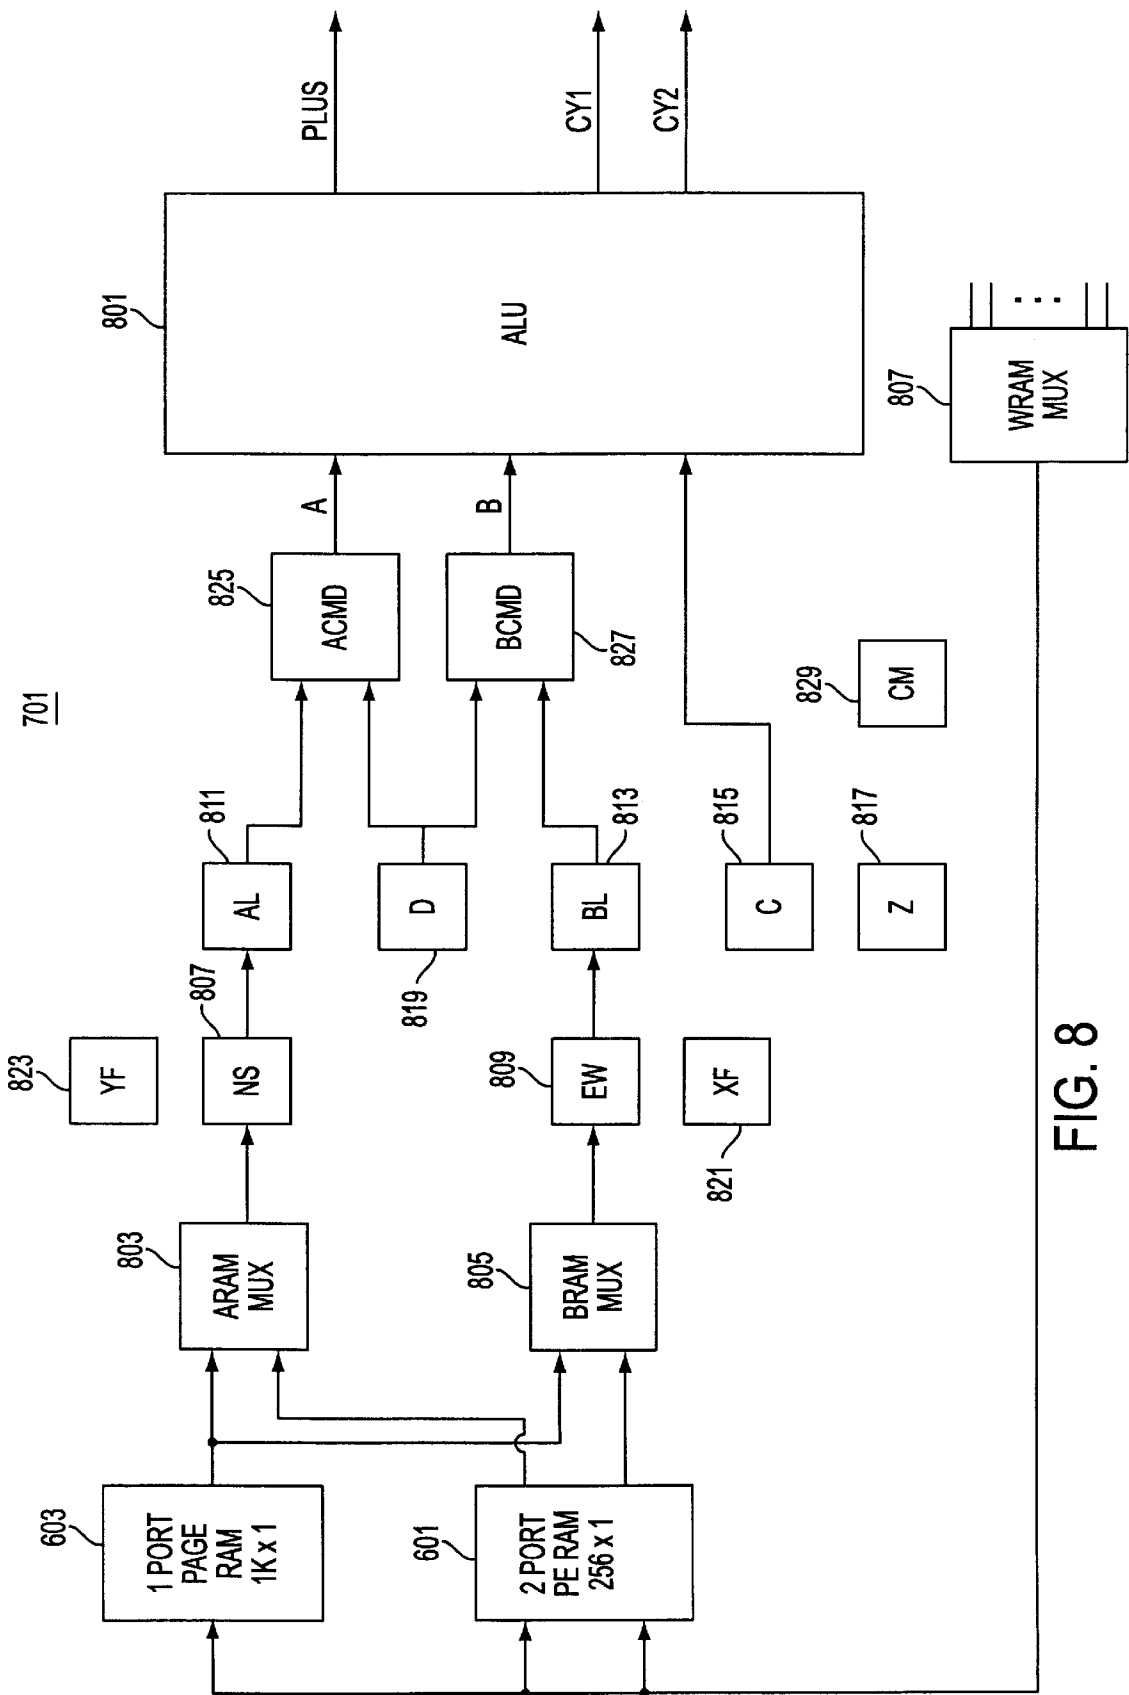 701
603
1 PORT
PAGE
RAM
1K x 1
601
2 PORT
PE RAM
256 x 1
803
ARAM
MUX
805
BRAM
MUX
823
YF
807
NS
809
EW
821
XF
811
AL
819
D
813
BL
815
C
817
Z
825
ACMD
827
BCMD
829
CM
A
B
801
ALU
PLUS
CY1
CY2
807
WRAM
MUX
FIG. 8